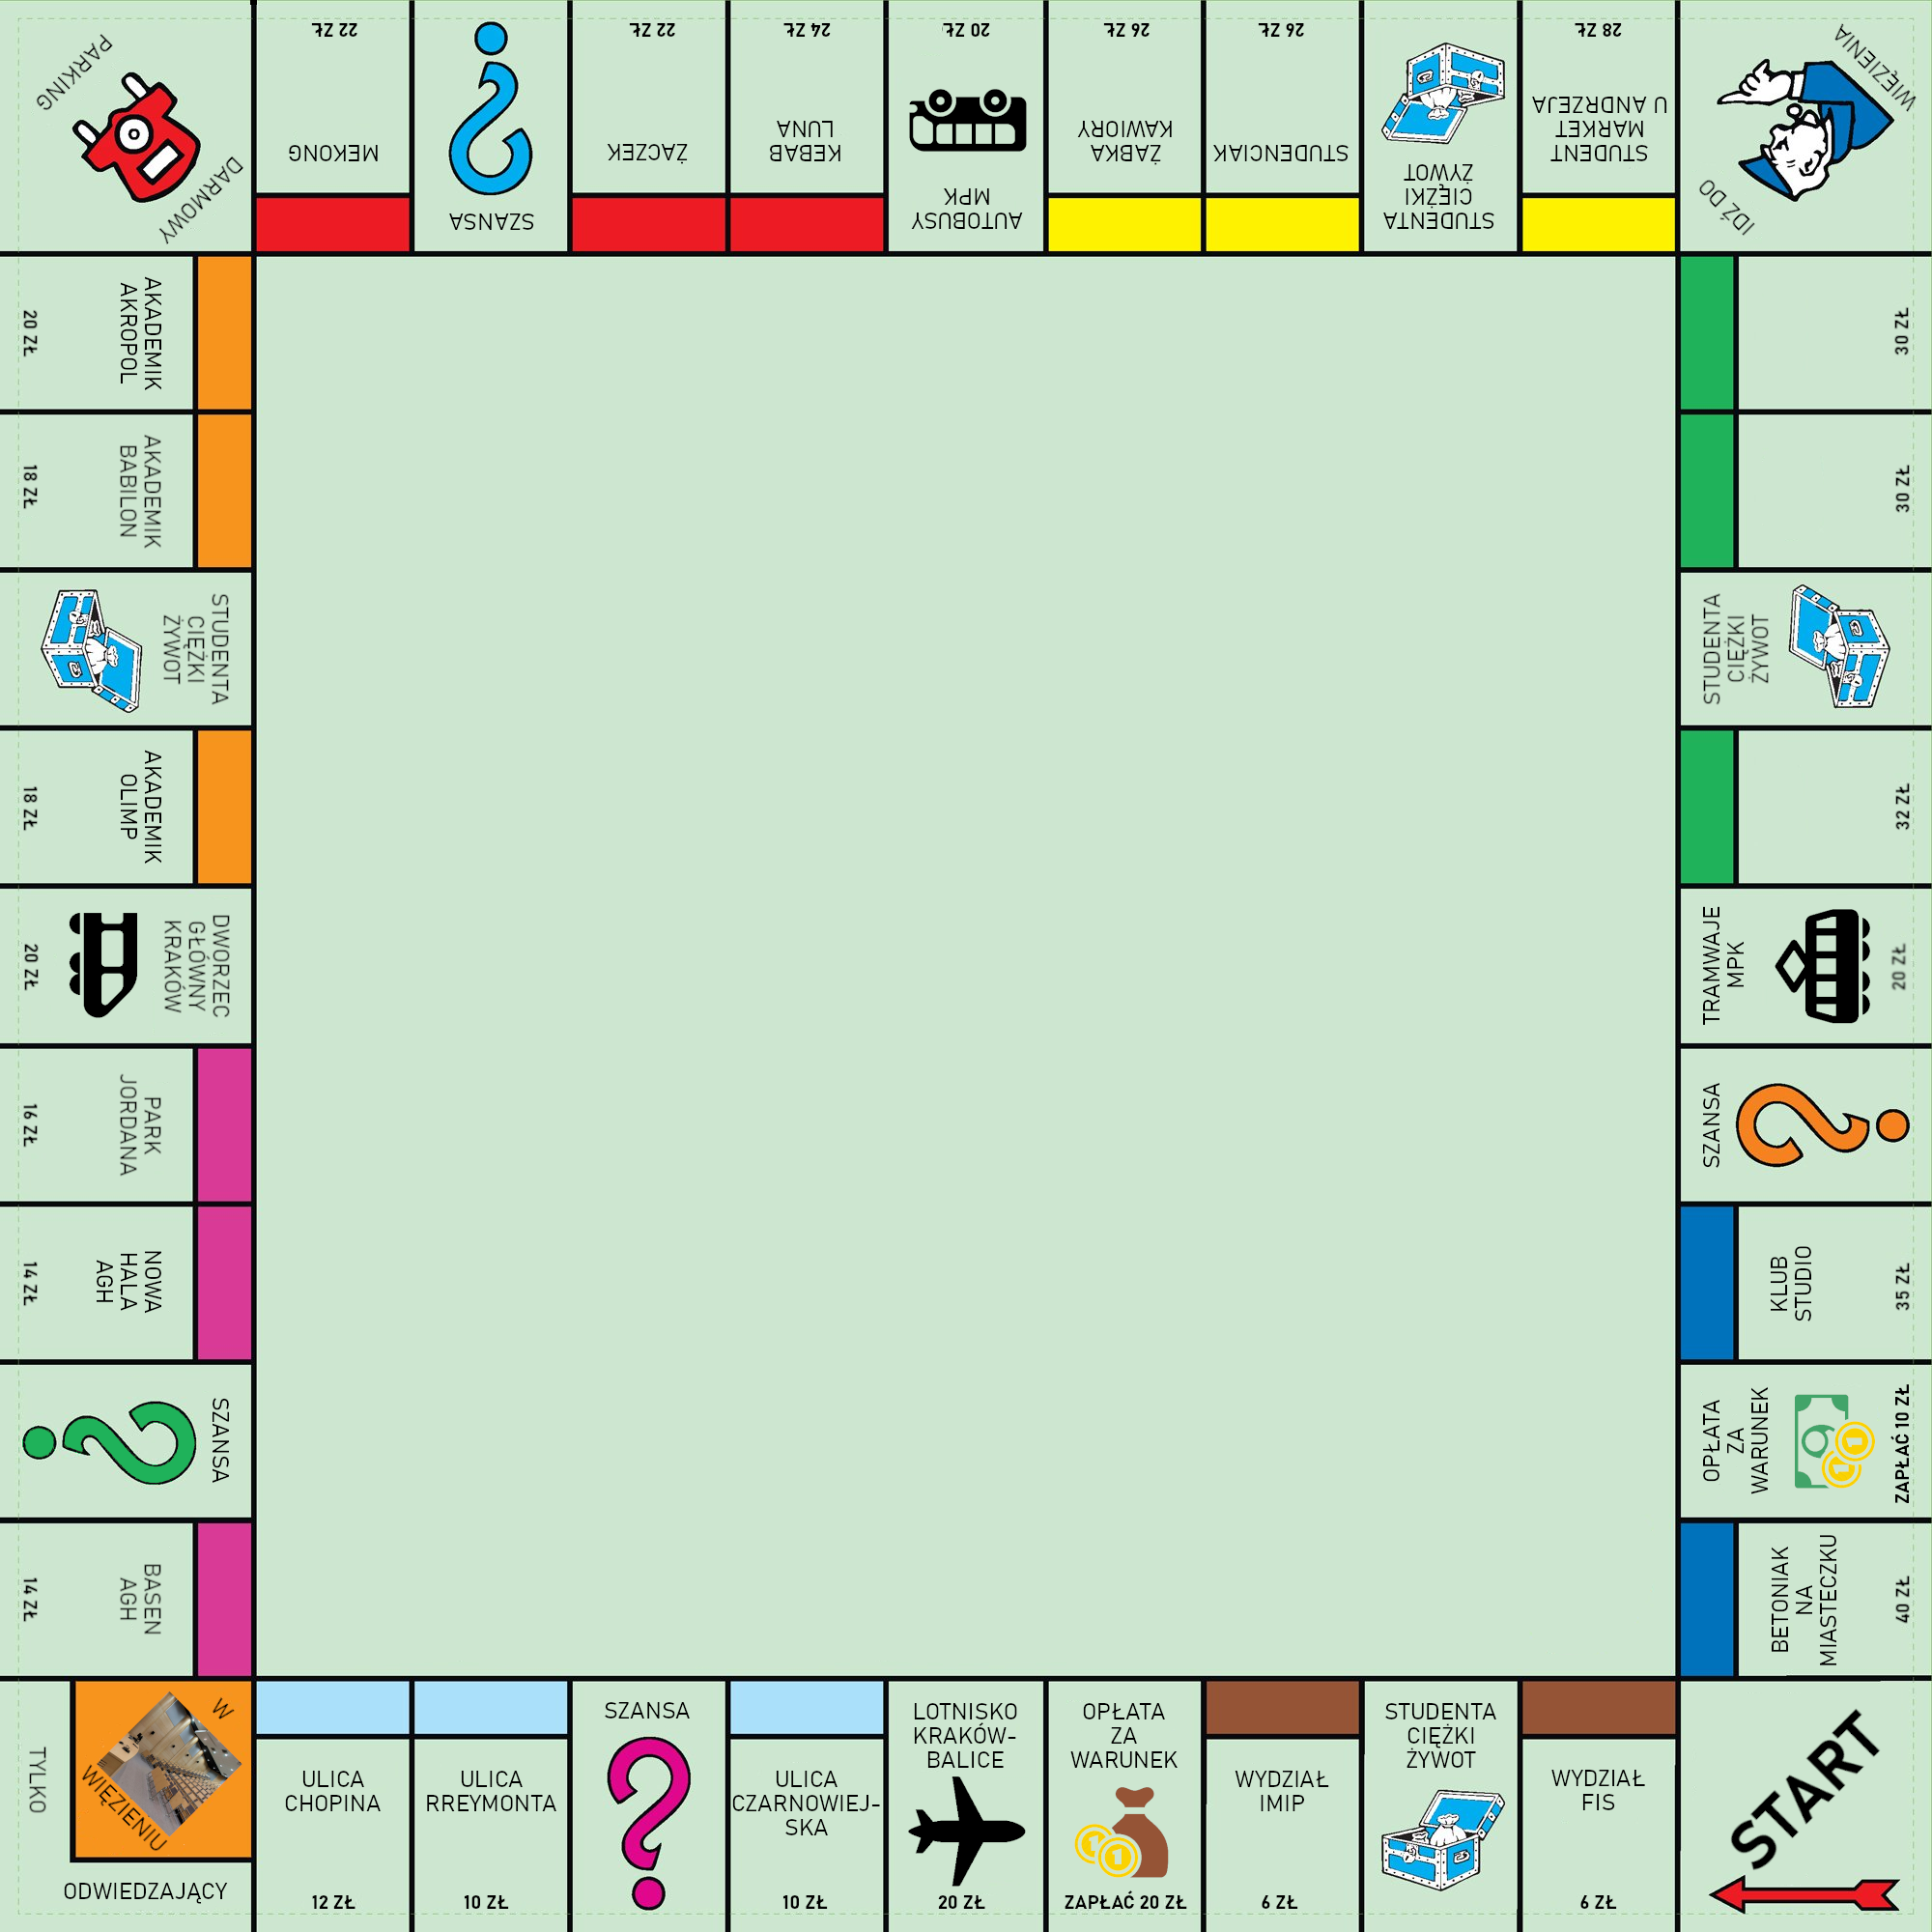 PARKING
DARMOWY
22 ZŁ
MEKONG
SZANSA
22 ZŁ
ŻACZEK
24 ZŁ
KEBAB
LUNA
20 ZŁ
AUTOBUSY
MPK
26 ZŁ
ŻABKA
KAWIORY
26 ZŁ
STUDENCIAK
STUDENTA
CIĘŻKI
ŻYWOT
28 ZŁ
STUDENT
MARKET
U ANDRZEJA
IDŹ DO
WIĘZIENIA
AKADEMIK
AKROPOL
20 ZŁ
30 ZŁ
AKADEMIK
BABILON
18 ZŁ
30 ZŁ
STUDENTA
CIĘŻKI
ŻYWOT
STUDENTA
CIĘŻKI
ŻYWOT
AKADEMIK
OLIMP
18 ZŁ
32 ZŁ
DWORZEC
GŁÓWNY
KRAKÓW
20 ZŁ
TRAMWAJE
MPK
20 ZŁ
PARK
JORDANA
16 ZŁ
SZANSA
NOWA
HALA
AGH
14 ZŁ
KLUB
STUDIO
35 ZŁ
SZANSA
OPŁATA
ZA
WARUNEK
ZAPŁAĆ 10 ZŁ
BASEN
AGH
14 ZŁ
BETONIAK
NA
MIASTECZKU
40 ZŁ
TYLKO
ODWIEDZAJĄCY
W
WIĘZIENIU
ULICA
CHOPINA
12 ZŁ
ULICA
RREYMONTA
10 ZŁ
SZANSA
ULICA
CZARNOWIEJ-
SKA
10 ZŁ
LOTNISKO
KRAKÓW-
BALICE
20 ZŁ
OPŁATA
ZA
WARUNEK
ZAPŁAĆ 20 ZŁ
WYDZIAŁ
IMIP
6 ZŁ
STUDENTA
CIĘŻKI
ŻYWOT
WYDZIAŁ
FIS
6 ZŁ
START